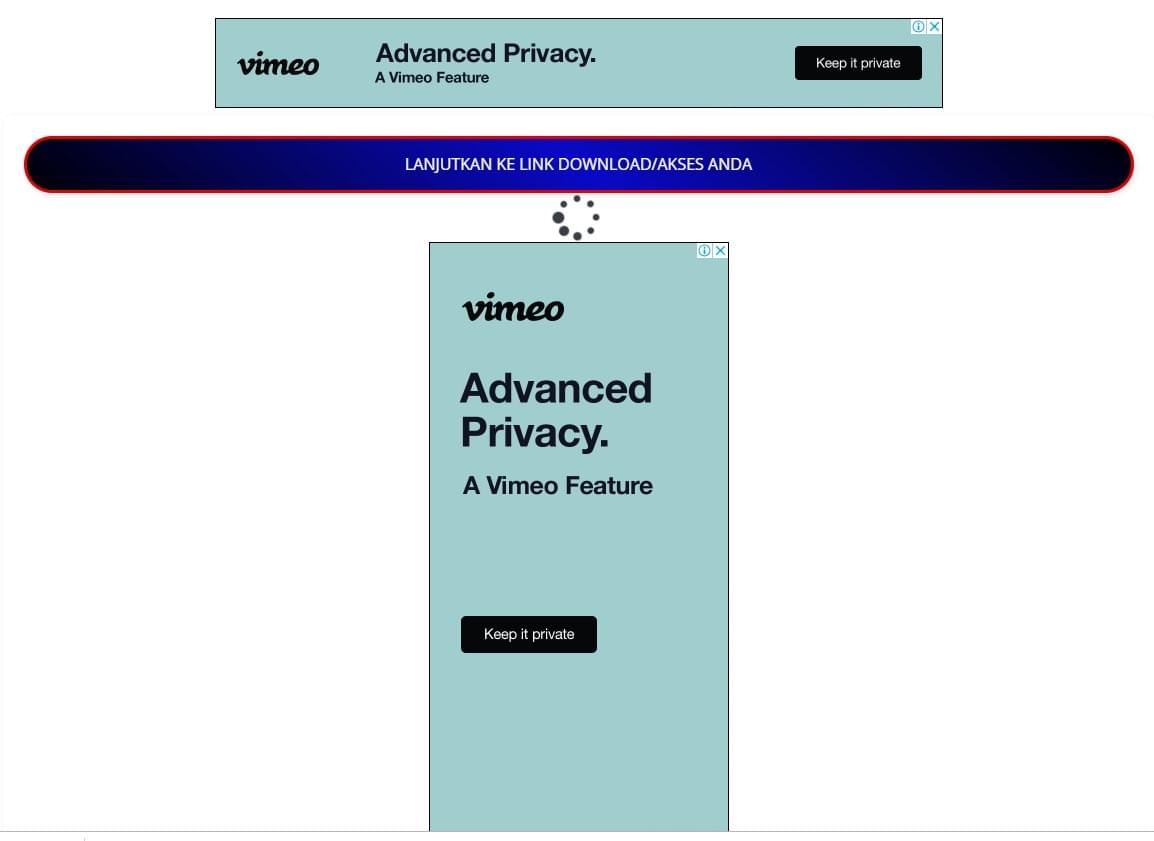 vimeo
Advanced Privacy.
A Vimeo Feature
Keep it private
LANJUTKAN KE LINK DOWNLOAD/AKSES ANDA
vimeo
Advanced
Privacy.
A Vimeo Feature
Keep it private